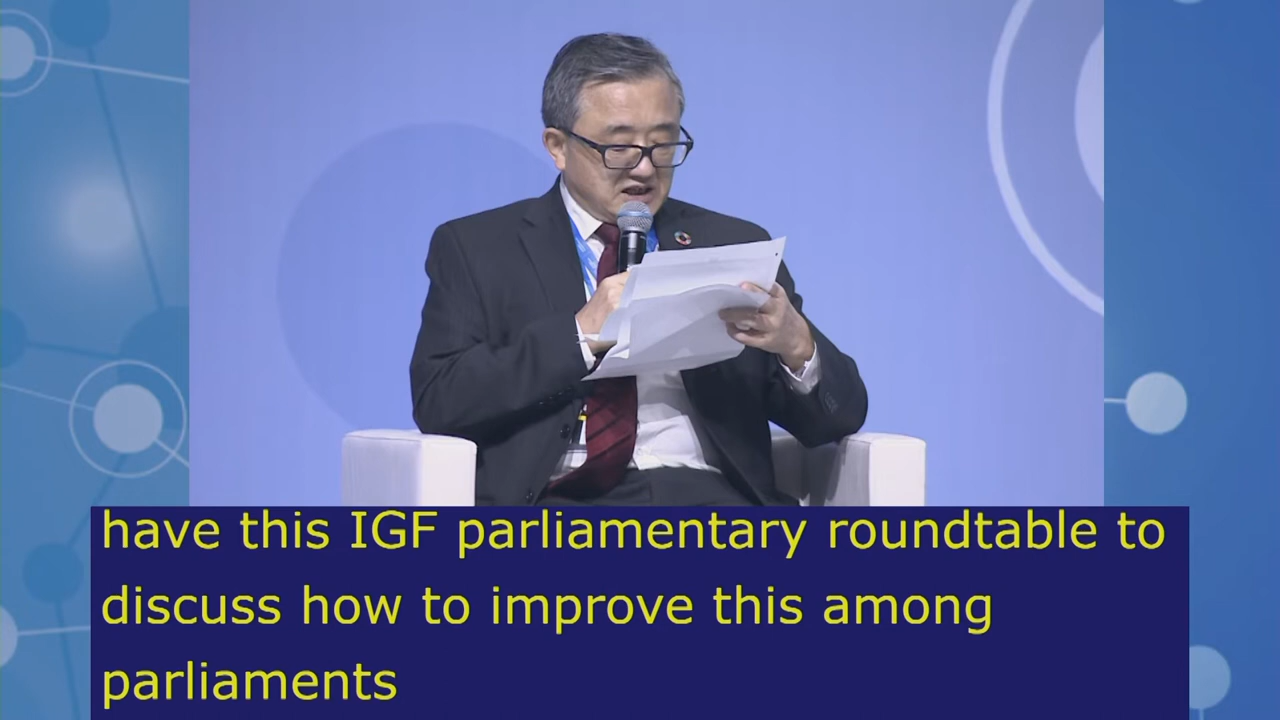 have this IGF parliamentary roundtable to
discuss how to improve this among
parliaments